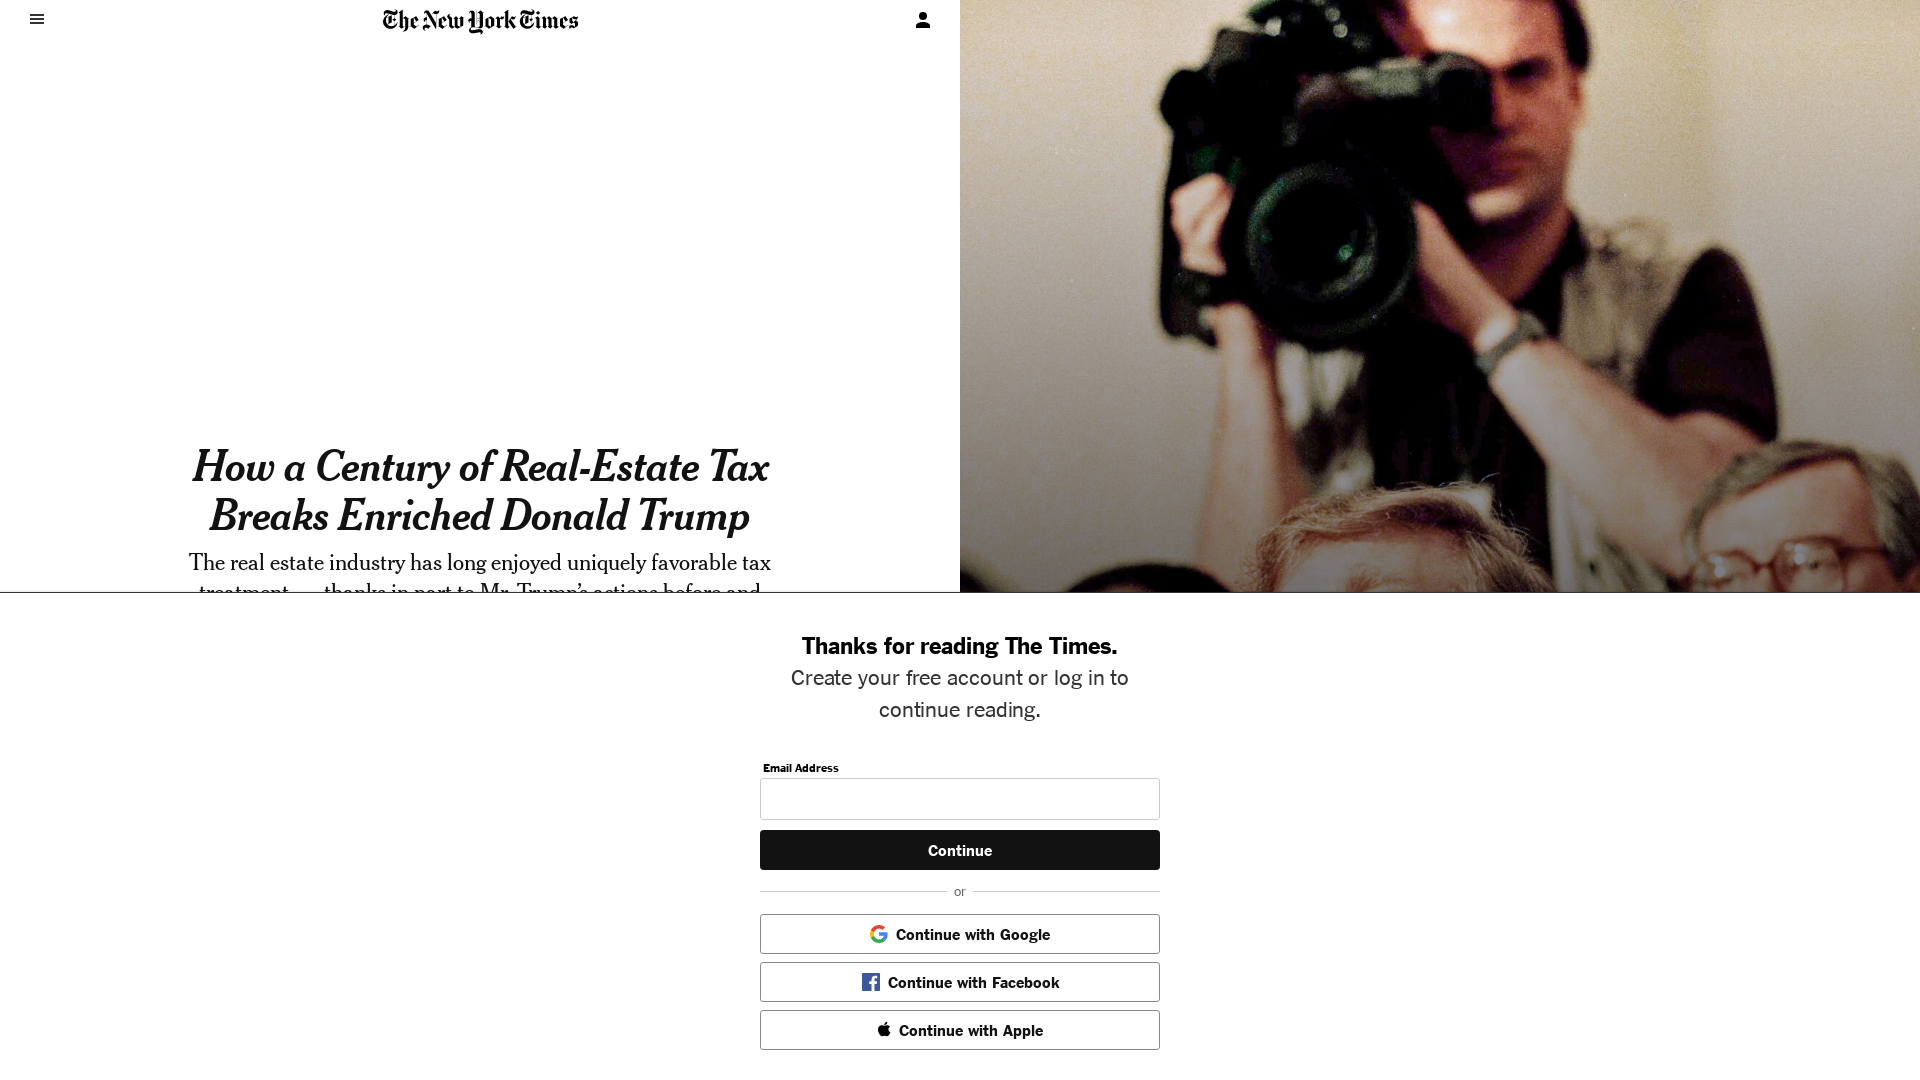 The New York Times
How a Century of Real-Estate Tax
Breaks Enriched Donald Trump
The real estate industry has long enjoyed uniquely favorable tax
treatment — thanks in part to Mr. Trump's actions before and
Thanks for reading The Times.
Create your free account or log in to
continue reading.
Email Address
Continue
or
Continue with Google
Continue with Facebook
Continue with Apple